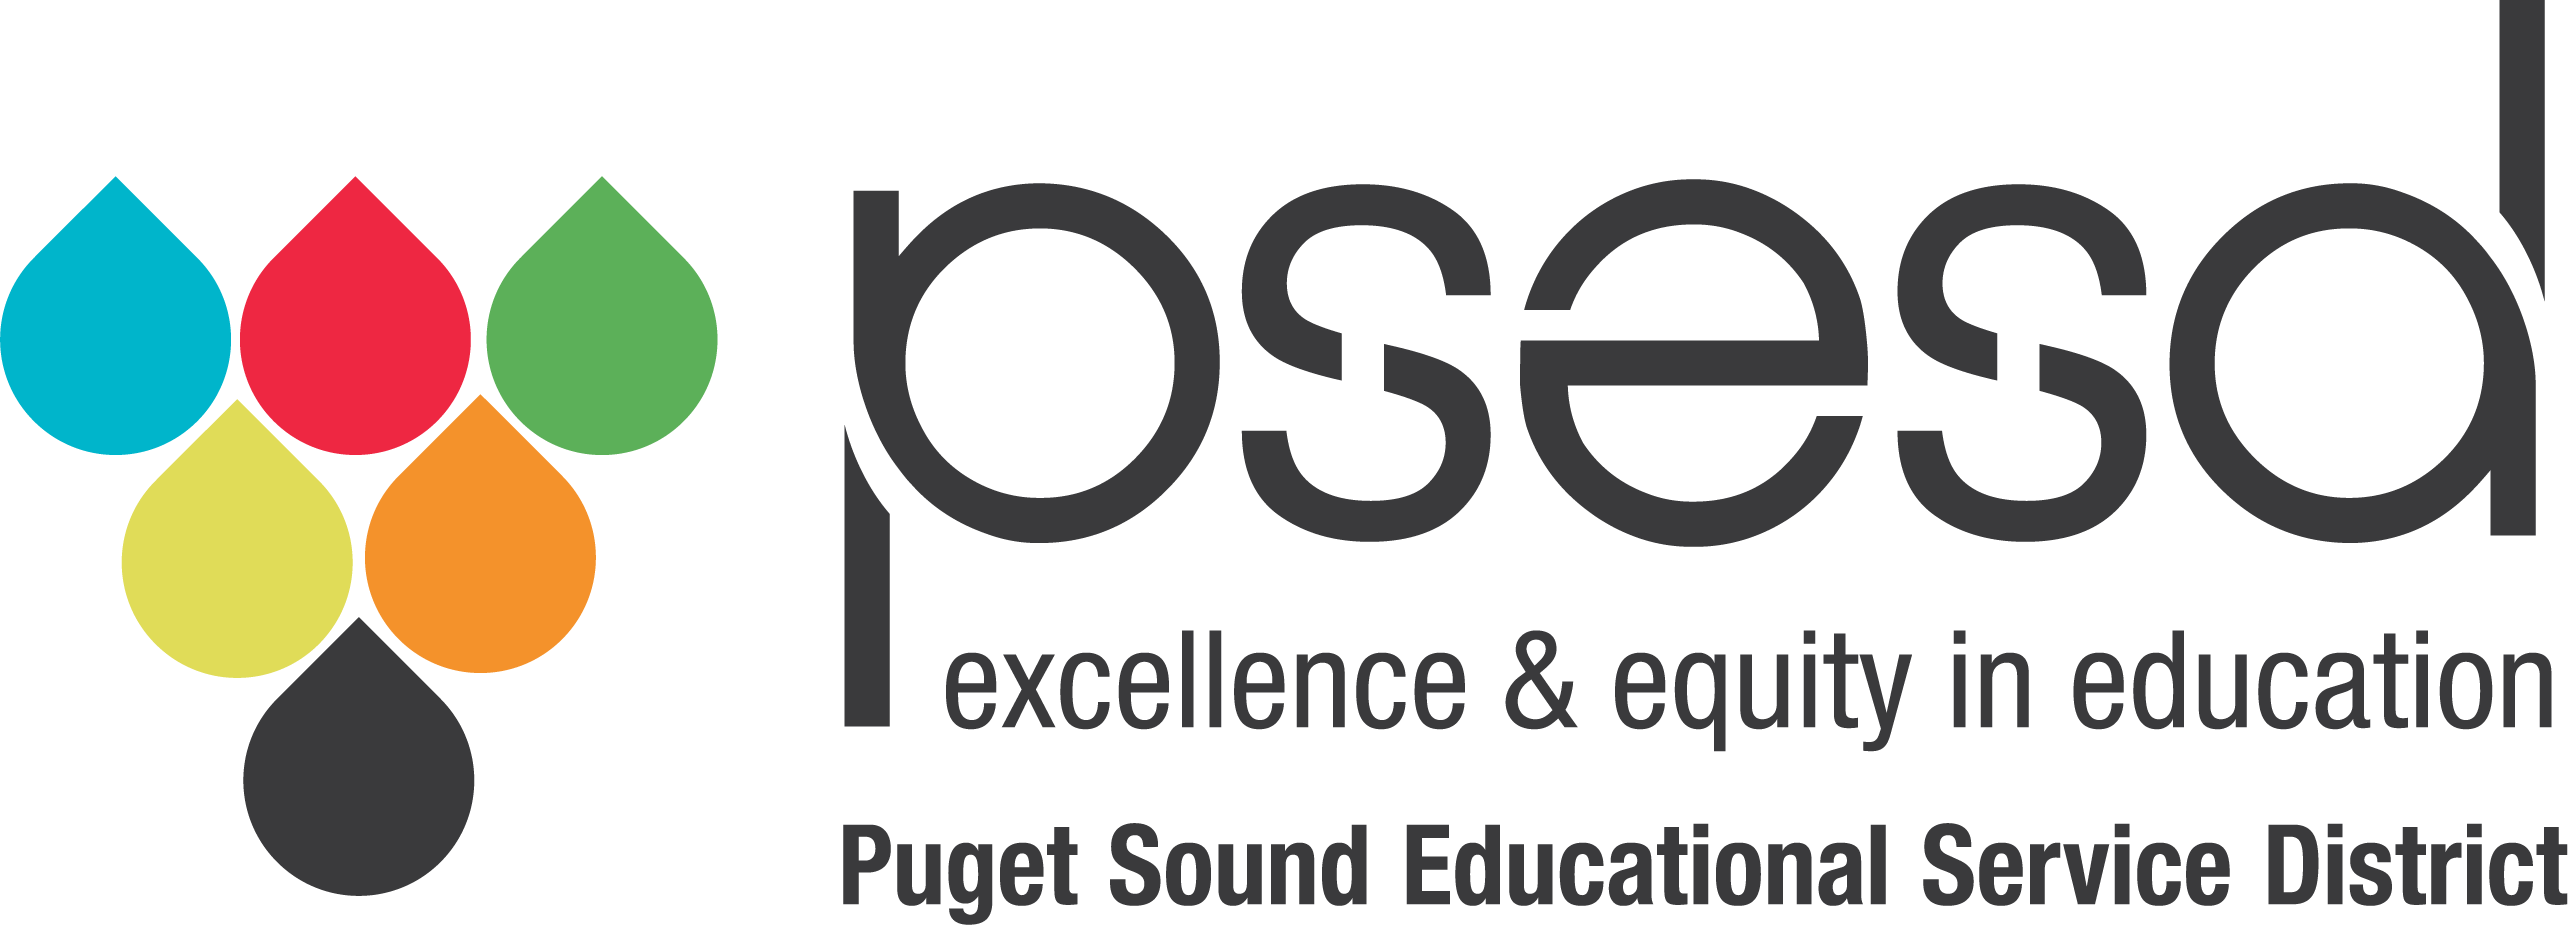 psesd
excellence & equity in education
Puget Sound Educational Service District